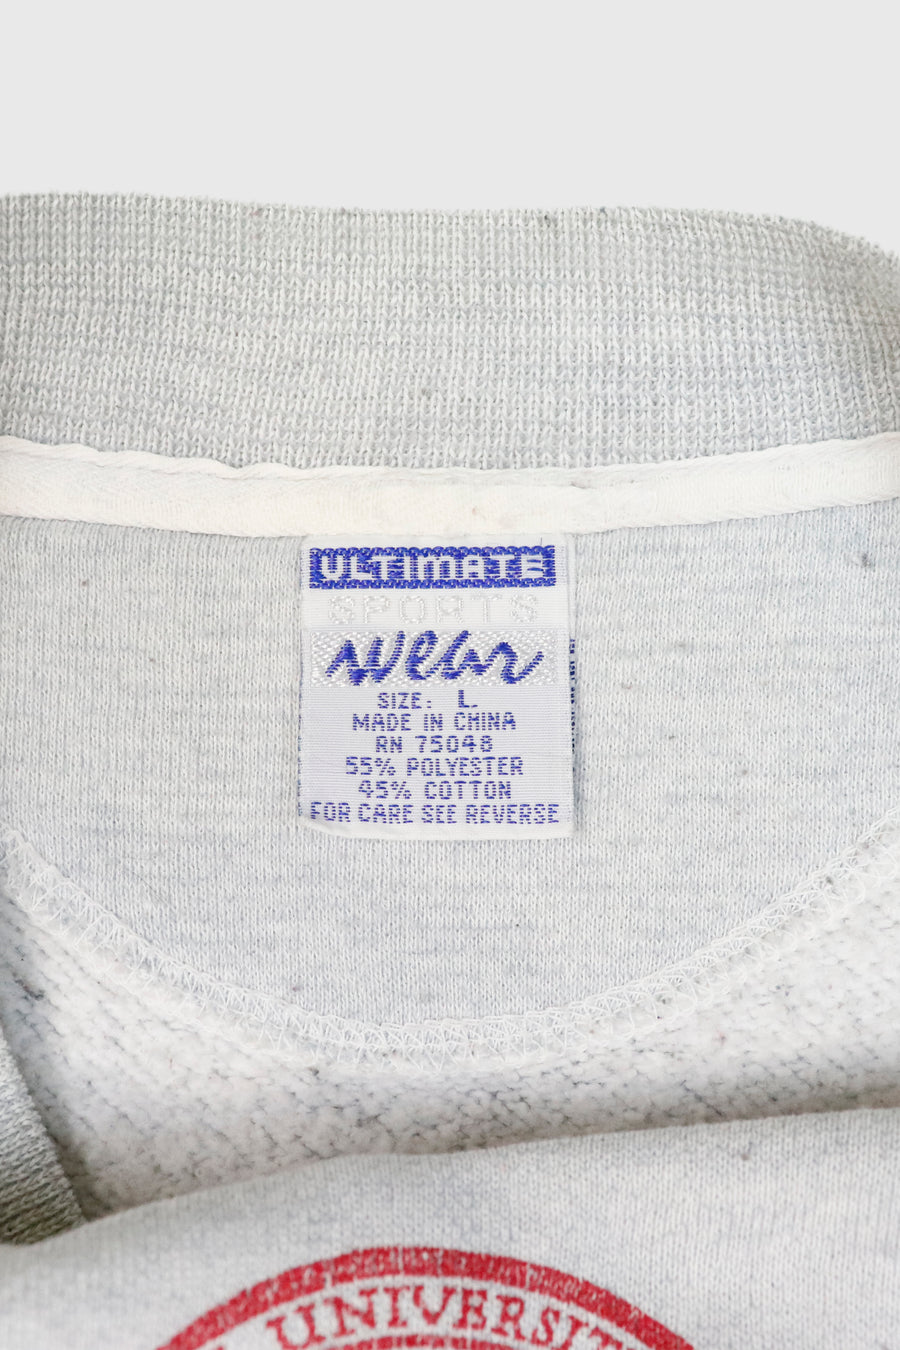 ULTIMATE
SPORTS
Wear
SIZE: L
MADE IN CHINA
RN 75048
55% POLYESTER
45% COTTON
FOR CARE SEE REVERSE
UNIVERSIT